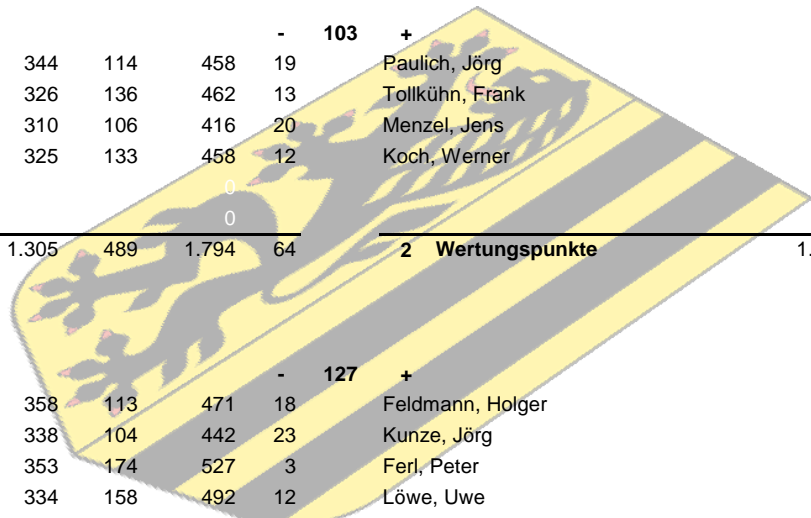 - 103 +
344 114 458 19 Paulich, Jörg
326 136 462 13 Tollkühn, Frank
310 106 416 20 Menzel, Jens
325 133 458 12 Koch, Werner
0
0
1.305 489 1.794 64 2 Wertungspunkte 1.
- 127 +
358 113 471 18 Feldmann, Holger
338 104 442 23 Kunze, Jörg
353 174 527 3 Ferl, Peter
334 158 492 12 Löwe, Uwe